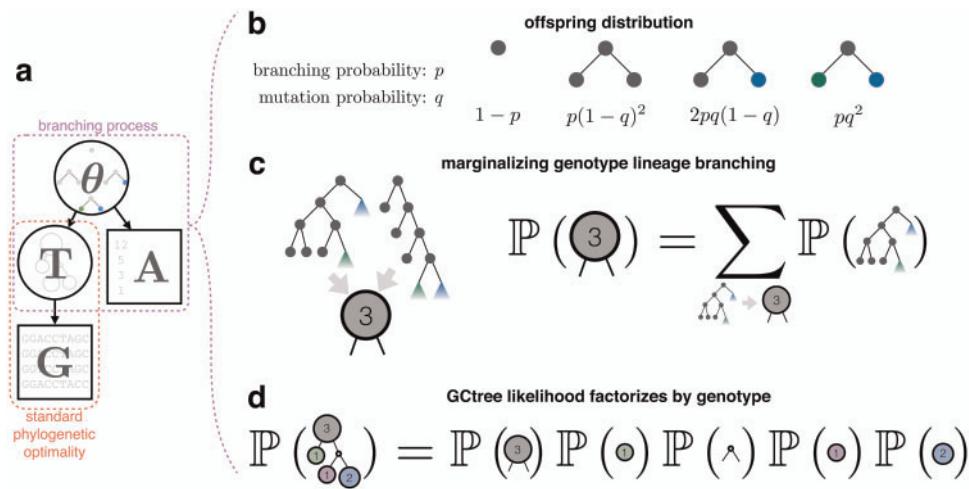 a
branching process
θ
12
5
3
1
T
A
GGACCTAGC
GGACCTAGC
GGACCTAGC
GGACCTACC
G
standard
phylogenetic
optimality
b
offspring distribution
branching probability: p
mutation probability: q
1 − p
p(1 − q)²
2pq(1 − q)
pq²
c
marginalizing genotype lineage branching
3
ℙ ( 3 ) = ∑ ℙ ( )
3
d
GCtree likelihood factorizes by genotype
ℙ ( 3 1 1 2 ) = ℙ ( 3 ) ℙ ( 1 ) ℙ ( ) ℙ ( 1 ) ℙ ( 2 )